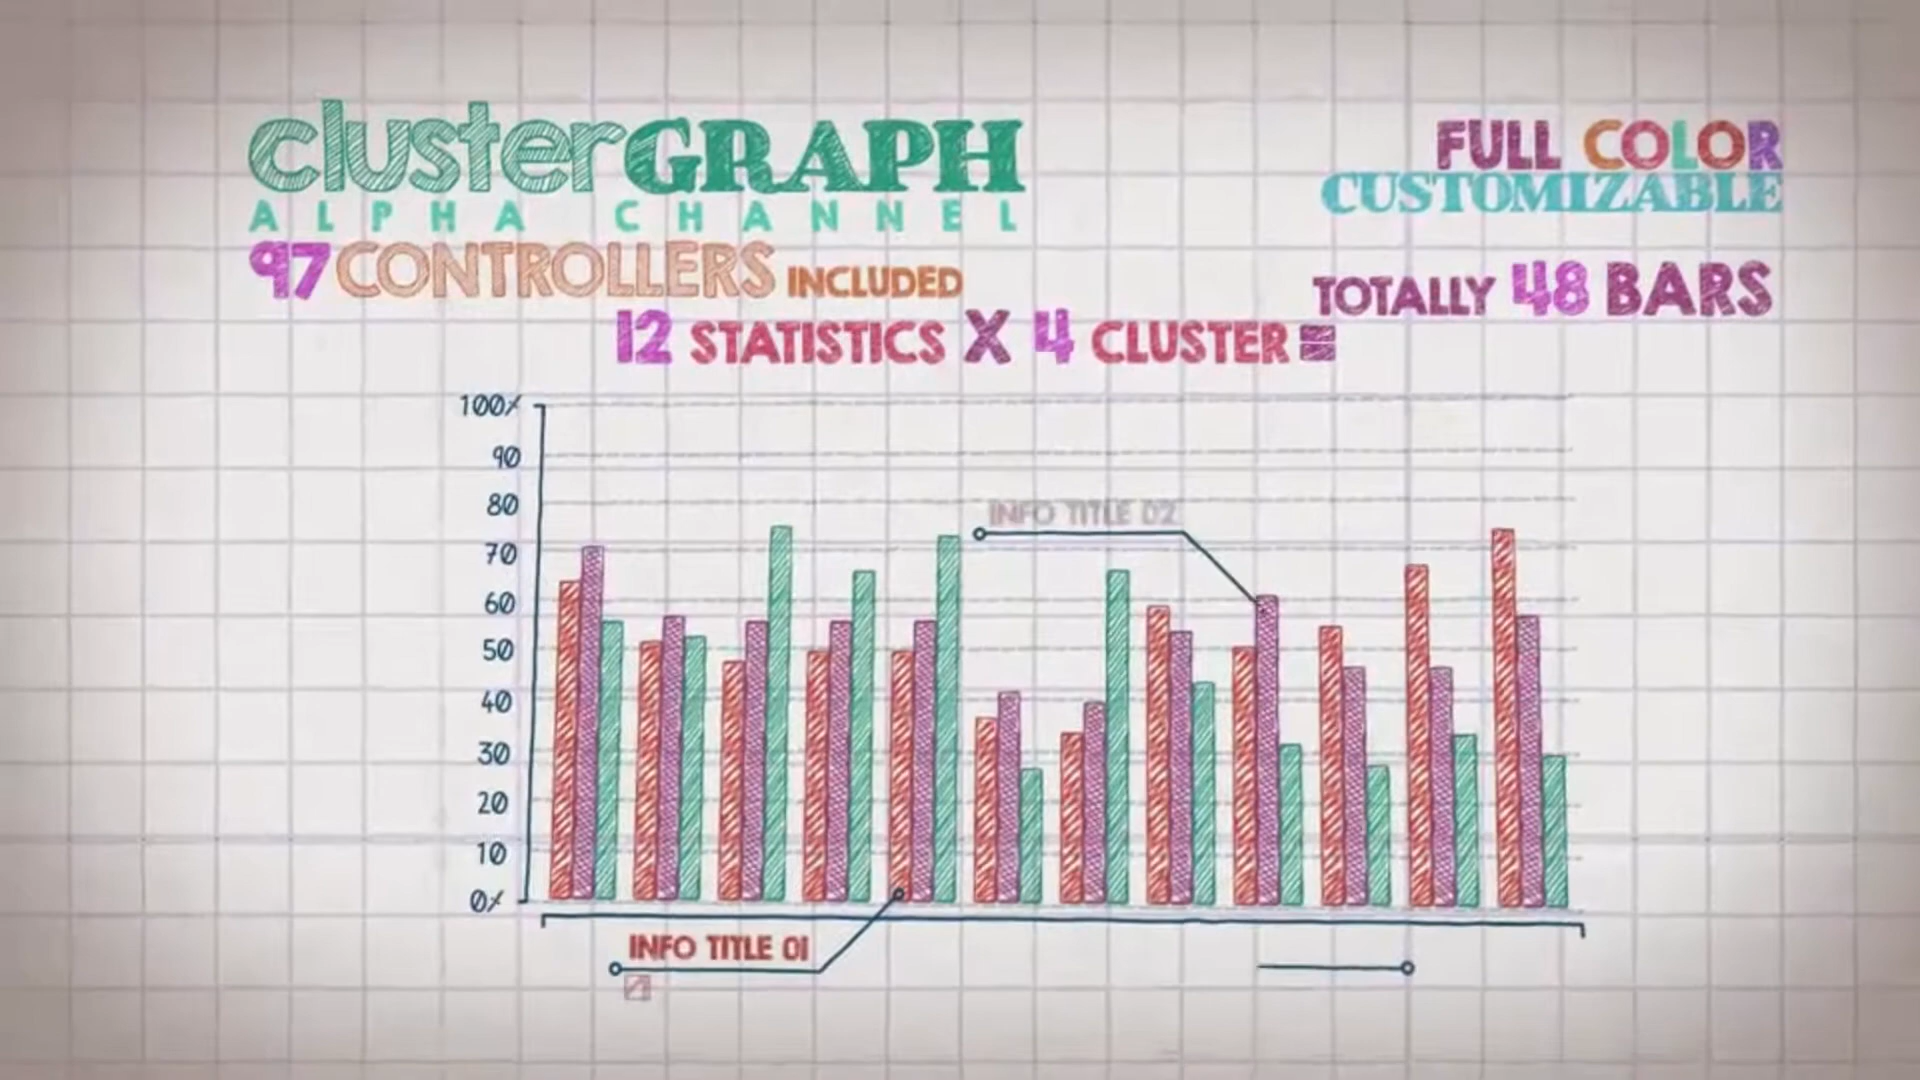 clusterGRAPH
ALPHA CHANNEL
97 CONTROLLERS INCLUDED
12 STATISTICS X 4 CLUSTER =
FULL COLOR
CUSTOMIZABLE
TOTALLY 48 BARS
100%
90
80
70
60
50
40
30
20
10
0%
INFO TITLE 02
INFO TITLE 01